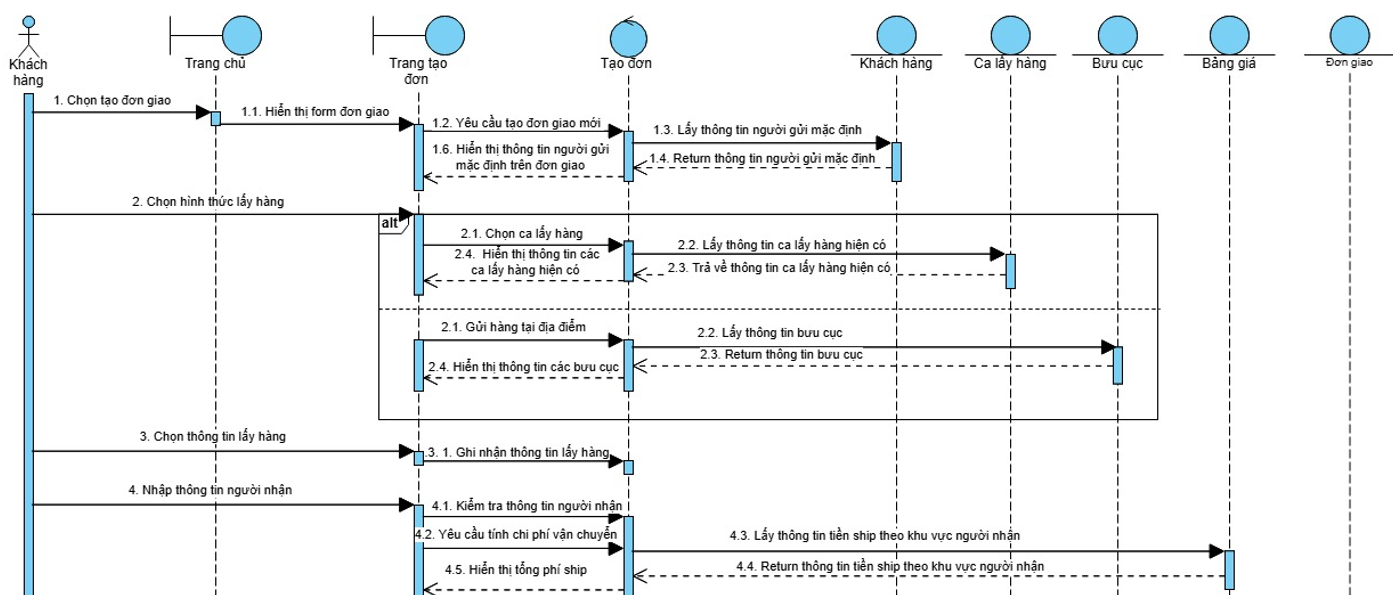 Khách
hàng
Trang chủ
Trang tạo
đơn
Tạo đơn
Khách hàng
Ca lấy hàng
Bưu cục
Bảng giá
Đơn giao
1. Chọn tạo đơn giao
1.1. Hiển thị form đơn giao
1.2. Yêu cầu tạo đơn giao mới
1.3. Lấy thông tin người gửi mặc định
1.6. Hiển thị thông tin người gửi
mặc định trên đơn giao
1.4. Return thông tin người gửi mặc định
2. Chọn hình thức lấy hàng
alt
2.1. Chọn ca lấy hàng
2.2. Lấy thông tin ca lấy hàng hiện có
2.4. Hiển thị thông tin các
ca lấy hàng hiện có
2.3. Trả về thông tin ca lấy hàng hiện có
2.1. Gửi hàng tại địa điểm
2.2. Lấy thông tin bưu cục
2.3. Return thông tin bưu cục
2.4. Hiển thị thông tin các bưu cục
3. Chọn thông tin lấy hàng
3. 1. Ghi nhận thông tin lấy hàng
4. Nhập thông tin người nhận
4.1. Kiểm tra thông tin người nhận
4.2. Yêu cầu tính chi phí vận chuyển
4.3. Lấy thông tin tiền ship theo khu vực người nhận
4.5. Hiển thị tổng phí ship
4.4. Return thông tin tiền ship theo khu vực người nhận